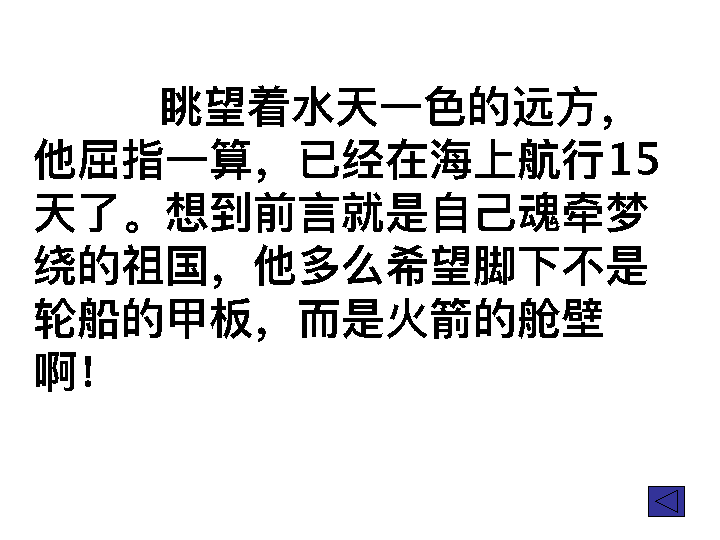 眺望着水天一色的远方，
他屈指一算，已经在海上航行15
天了。想到前言就是自己魂牵梦
绕的祖国，他多么希望脚下不是
轮船的甲板，而是火箭的舱壁
啊！